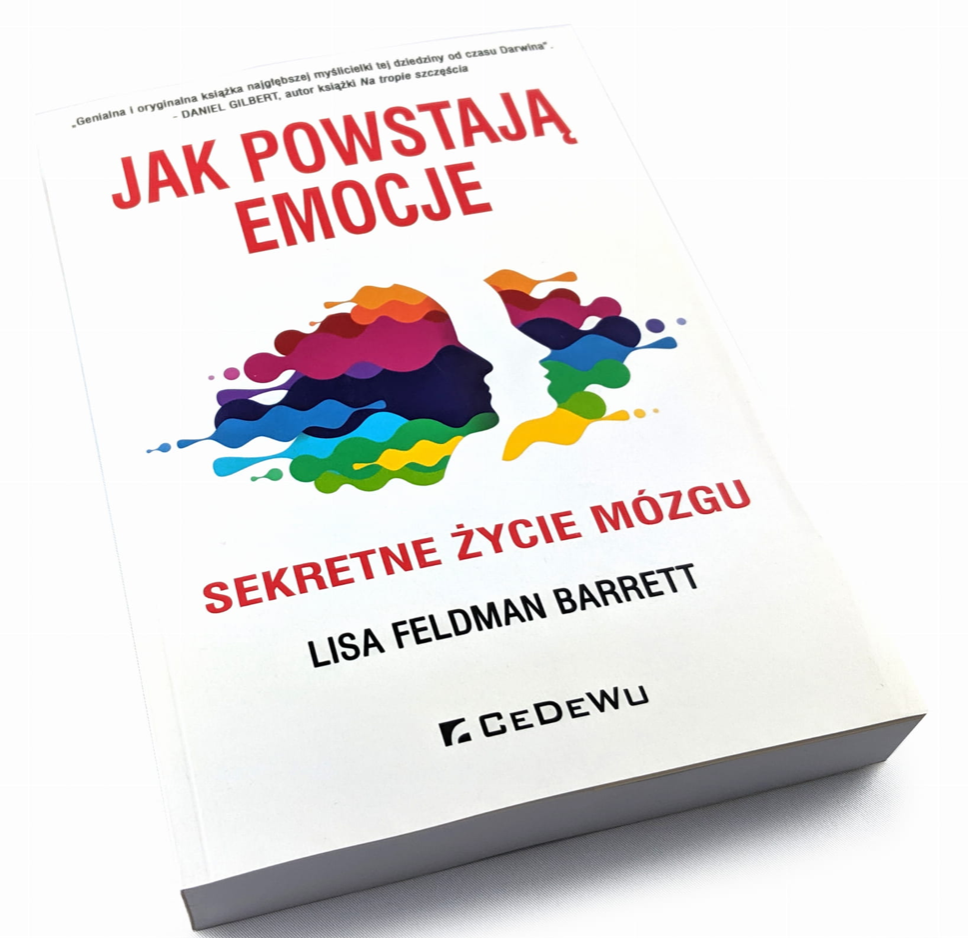 „Genialna i oryginalna książka najgłębszej myślicielki tej dziedziny od czasu Darwina".
- DANIEL GILBERT, autor książki Na tropie szczęścia
JAK POWSTAJĄ
EMOCJE
SEKRETNE ŻYCIE MÓZGU
LISA FELDMAN BARRETT
CEDEWU